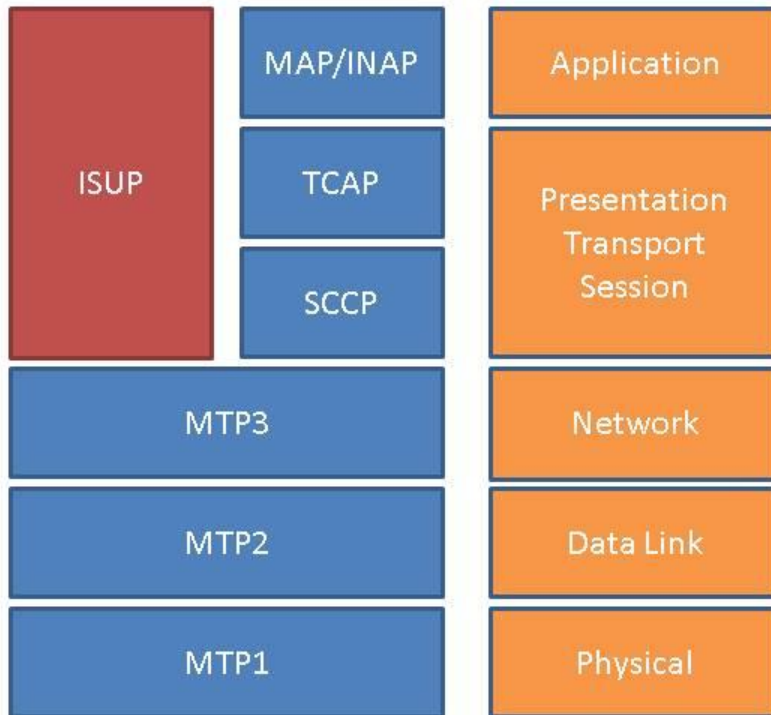 MAP/INAP
Application
ISUP
TCAP
Presentation
Transport
Session
SCCP
MTP3
Network
MTP2
Data Link
MTP1
Physical